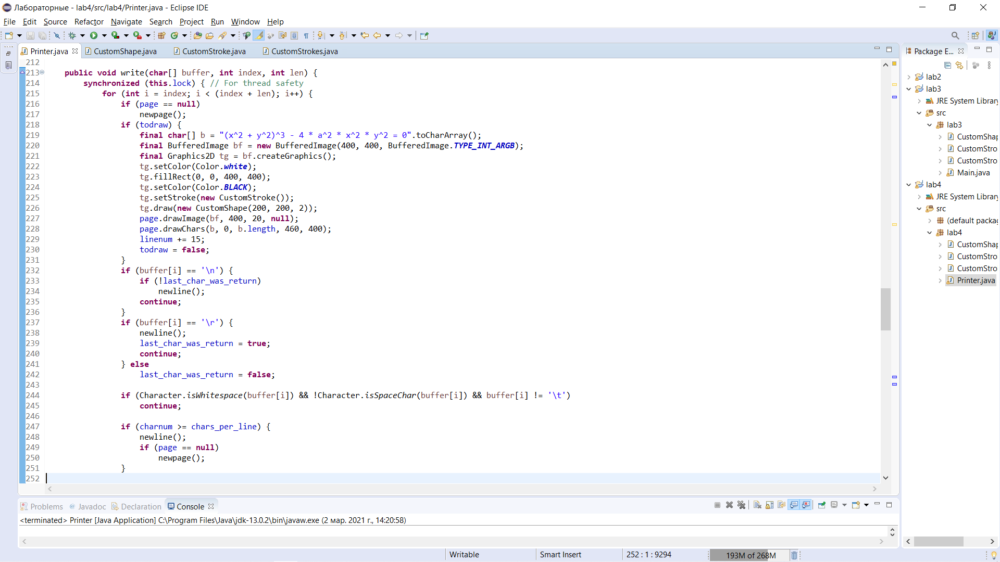 Лабораторные - lab4/src/lab4/Printer.java - Eclipse IDE
File Edit Source Refactor Navigate Search Project Run Window Help
Printer.java CustomShape.java CustomStroke.java CustomStrokes.java
212
213 public void write(char[] buffer, int index, int len) {
214 synchronized (this.lock) { // For thread safety
215 for (int i = index; i < (index + len); i++) {
216 if (page == null)
217 newpage();
218 if (todraw) {
219 final char[] b = "(x^2 + y^2)^3 - 4 * a^2 * x^2 * y^2 = 0".toCharArray();
220 final BufferedImage bf = new BufferedImage(400, 400, BufferedImage.TYPE_INT_ARGB);
221 final Graphics2D tg = bf.createGraphics();
222 tg.setColor(Color.white);
223 tg.fillRect(0, 0, 400, 400);
224 tg.setColor(Color.BLACK);
225 tg.setStroke(new CustomStroke());
226 tg.draw(new CustomShape(200, 200, 2));
227 page.drawImage(bf, 400, 20, null);
228 page.drawChars(b, 0, b.length, 460, 400);
229 linenum += 15;
230 todraw = false;
231 }
232 if (buffer[i] == '\n') {
233 if (!last_char_was_return)
234 newline();
235 continue;
236 }
237 if (buffer[i] == '\r') {
238 newline();
239 last_char_was_return = true;
240 continue;
241 } else
242 last_char_was_return = false;
243
244 if (Character.isWhitespace(buffer[i]) && !Character.isSpaceChar(buffer[i]) && buffer[i] != '\t')
245 continue;
246
247 if (charnum >= chars_per_line) {
248 newline();
249 if (page == null)
250 newpage();
251 }
252
Package E...
lab2
lab3
JRE System Library
src
lab3
CustomShap
CustomStro
CustomStro
Main.java
lab4
JRE System Library
src
(default packag
lab4
CustomShap
CustomStro
CustomStro
Printer.java
Problems @ Javadoc Declaration Console
<terminated> Printer [Java Application] C:\Program Files\Java\jdk-13.0.2\bin\javaw.exe (2 мар. 2021 г., 14:20:58)
Writable Smart Insert 252 : 1 : 9294 193M of 268M